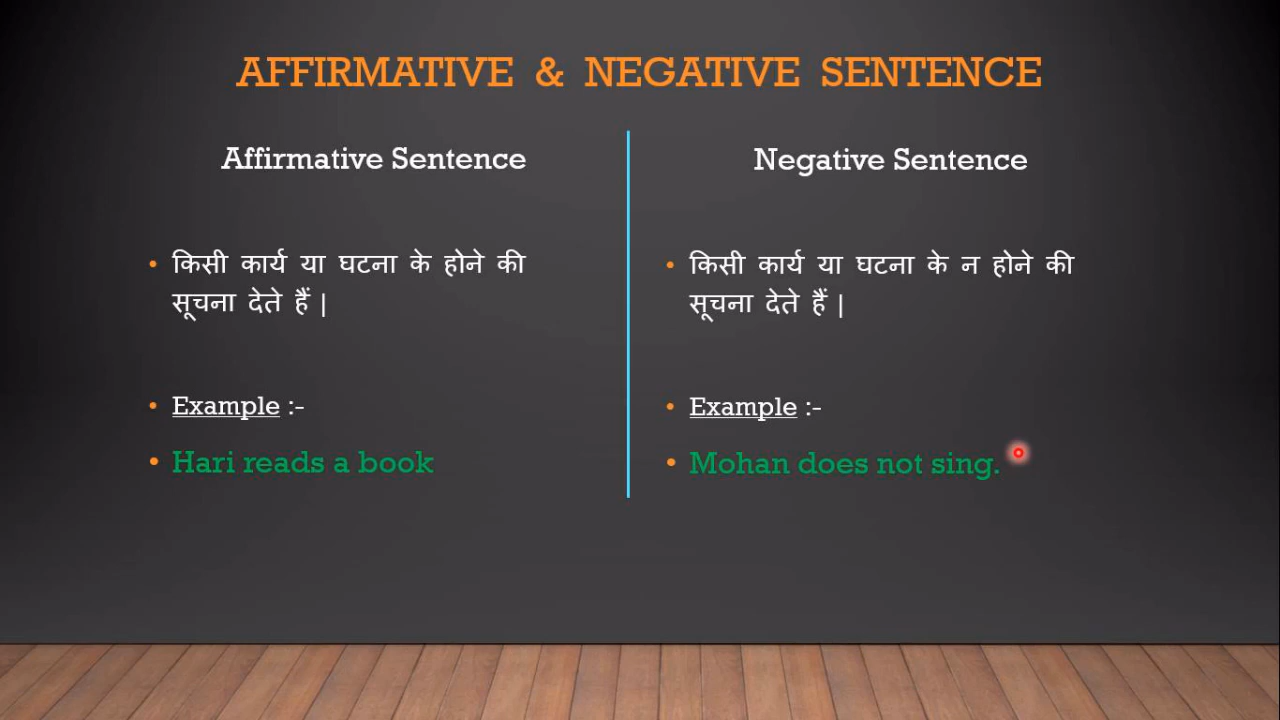 AFFIRMATIVE & NEGATIVE SENTENCE
Affirmative Sentence
• किसी कार्य या घटना के होने की
सूचना देते हैं |
• Example :-
• Hari reads a book
Negative Sentence
• किसी कार्य या घटना के न होने की
सूचना देते हैं |
• Example :-
• Mohan does not sing.